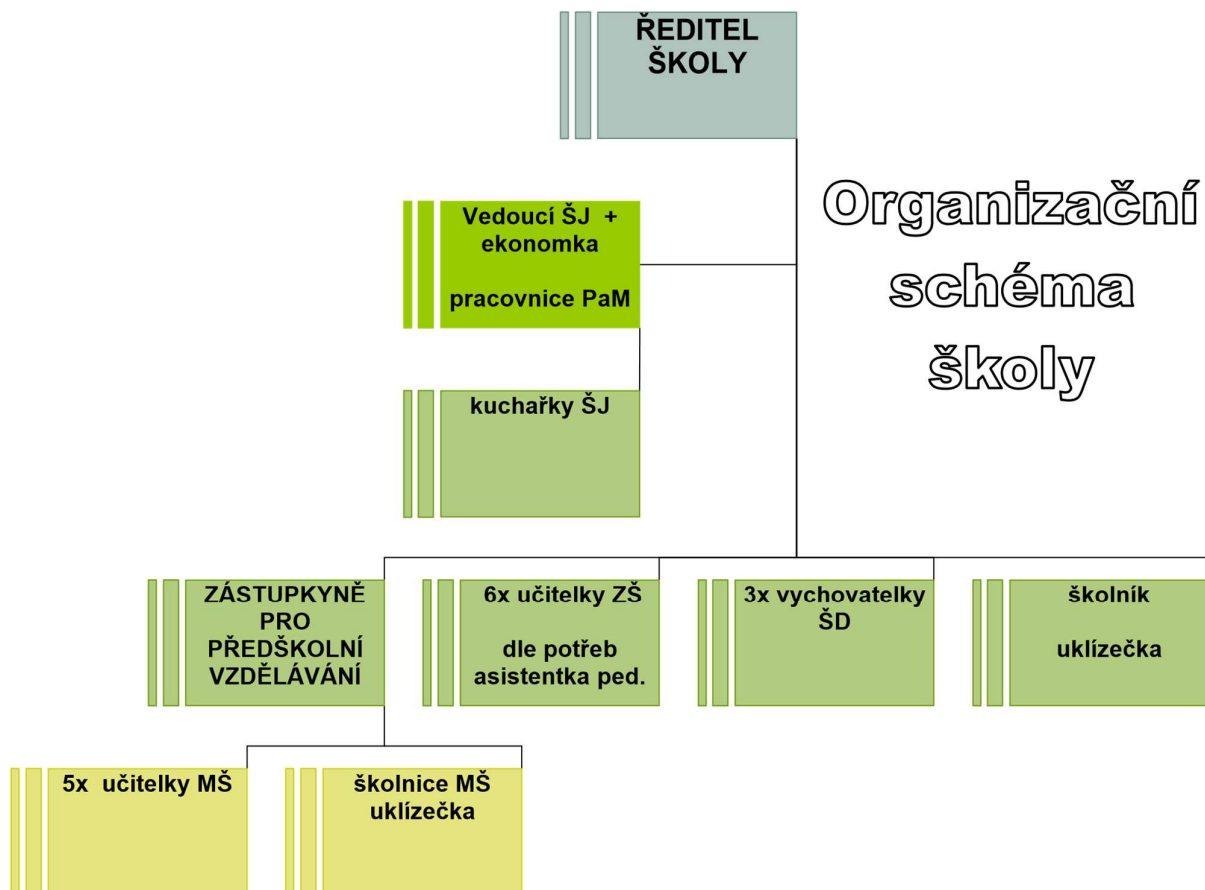 ŘEDITEL
ŠKOLY
Organizační
schéma
školy
Vedoucí ŠJ +
ekonomka
pracovnice PaM
kuchařky ŠJ
ZÁSTUPKYNĚ
PRO
PŘEDŠKOLNÍ
VZDĚLÁVÁNÍ
6x učitelky ZŠ
dle potřeb
asistentka ped.
3x vychovatelky
ŠD
školník
uklízečka
5x učitelky MŠ
školnice MŠ
uklízečka